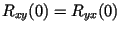 R_{xy}(0) = R_{yx}(0)